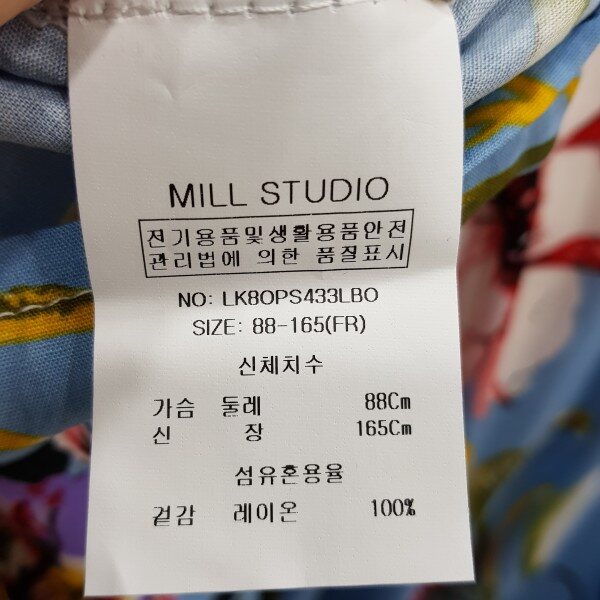 MILL STUDIO
전기용품및생활용품안전
관리법에 의한 품질표시
NO: LK8OPS433LBO
SIZE: 88-165(FR)
신체치수
가슴 둘레 88Cm
신 장 165Cm
섬유혼용율
겉감 레이온 100%